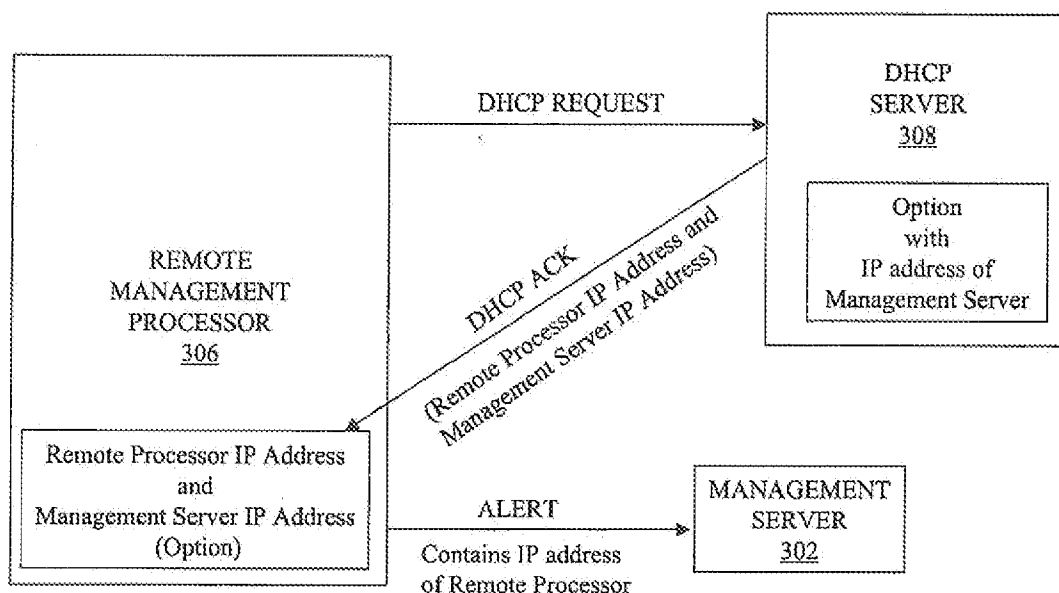 DHCP REQUEST
DHCP
SERVER
308
Option
with
IP address of
Management Server
REMOTE
MANAGEMENT
PROCESSOR
306
DHCP ACK
(Remote Processor IP Address and
Management Server IP Address)
Remote Processor IP Address
and
Management Server IP Address
(Option)
ALERT
Contains IP address
of Remote Processor
MANAGEMENT
SERVER
302